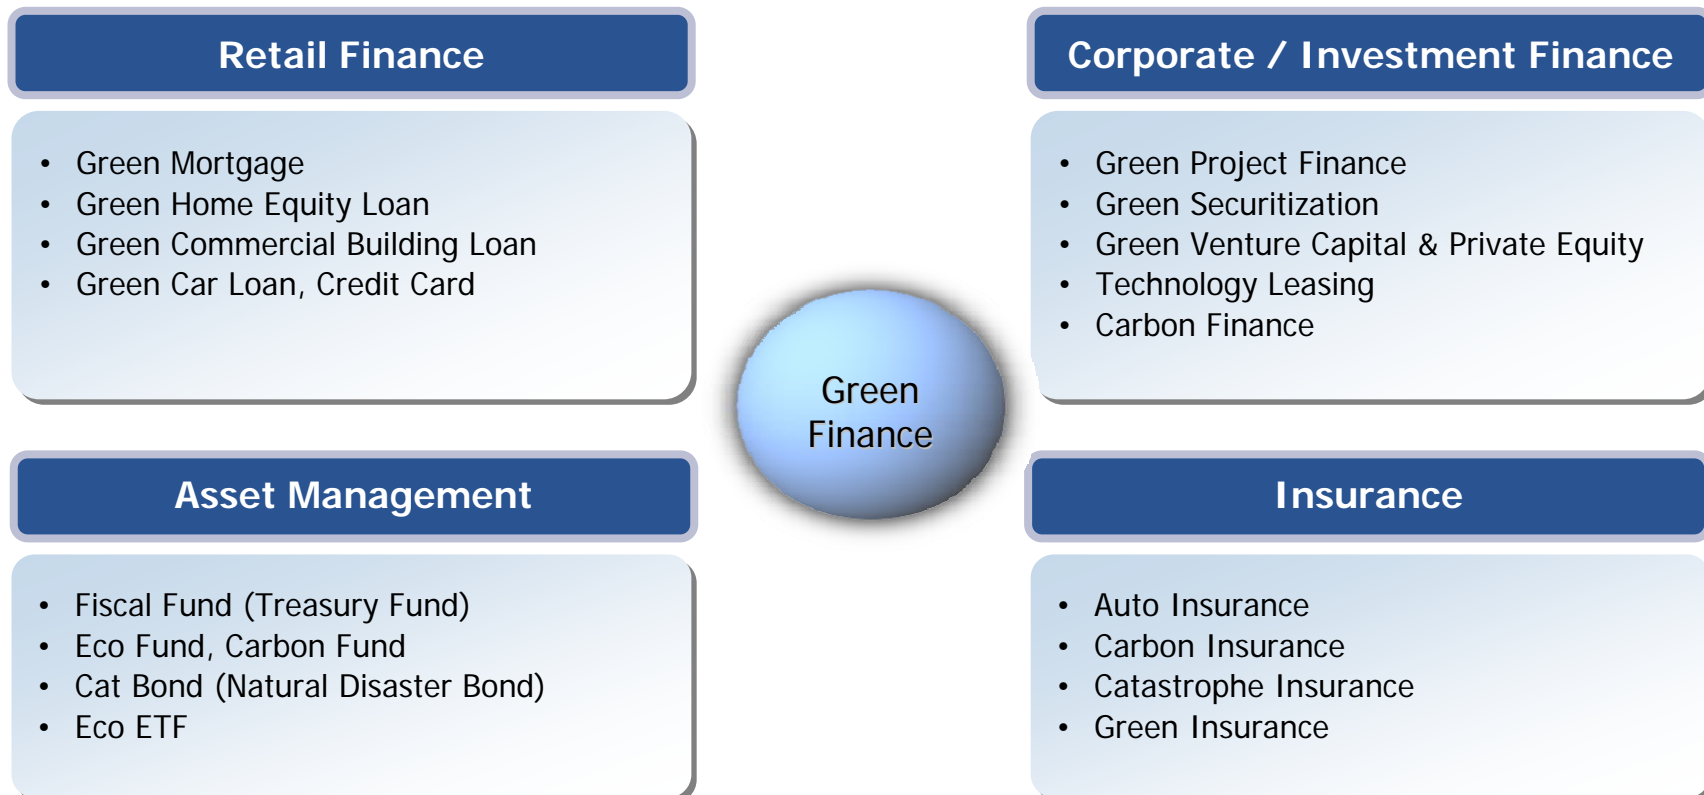 Retail Finance
• Green Mortgage
• Green Home Equity Loan
• Green Commercial Building Loan
• Green Car Loan, Credit Card
Corporate / Investment Finance
• Green Project Finance
• Green Securitization
• Green Venture Capital & Private Equity
• Technology Leasing
• Carbon Finance
Green
Finance
Asset Management
• Fiscal Fund (Treasury Fund)
• Eco Fund, Carbon Fund
• Cat Bond (Natural Disaster Bond)
• Eco ETF
Insurance
• Auto Insurance
• Carbon Insurance
• Catastrophe Insurance
• Green Insurance